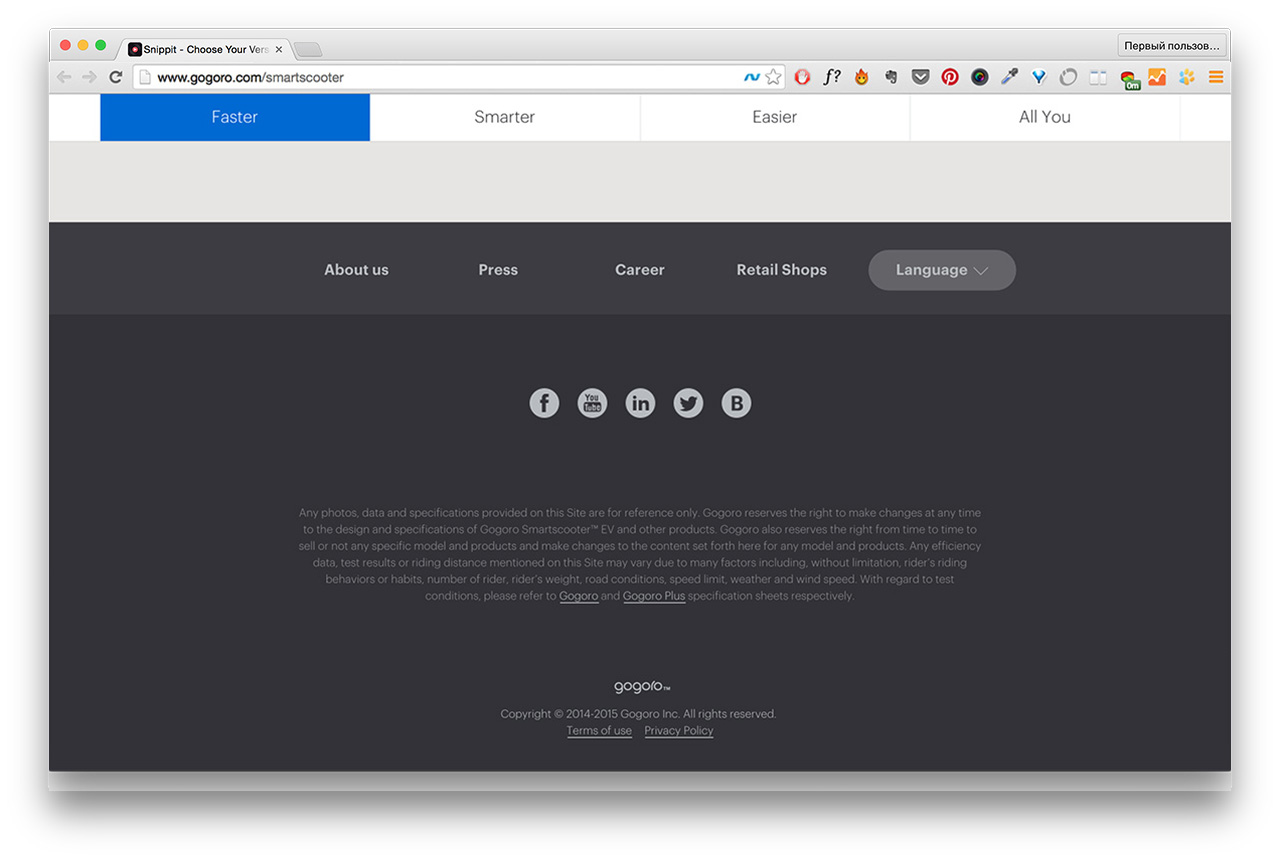 Snippit - Choose Your Vers
Первый пользов...
www.gogoro.com/smartscooter
f?
0m
Faster Smarter Easier All You
About us Press Career Retail Shops Language
f You Tube in B
Any photos, data and specifications provided on this Site are for reference only. Gogoro reserves the right to make changes at any time
to the design and specifications of Gogoro Smartscooter™ EV and other products. Gogoro also reserves the right from time to time to
sell or not any specific model and products and make changes to the content set forth here for any model and products. Any efficiency
data, test results or riding distance mentioned on this Site may vary due to many factors including, without limitation, rider's riding
behaviors or habits, number of rider, rider's weight, road conditions, speed limit, weather and wind speed. With regard to test
conditions, please refer to Gogoro and Gogoro Plus specification sheets respectively.
gogoro™
Copyright © 2014-2015 Gogoro Inc. All rights reserved.
Terms of use Privacy Policy